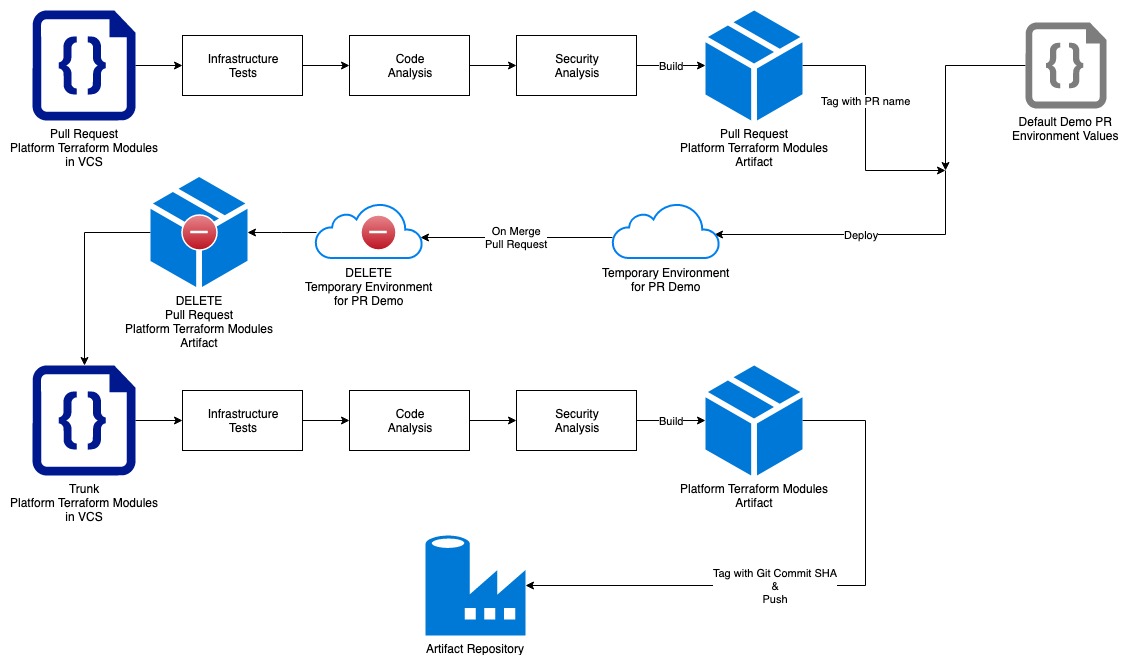 {}
Pull Request
Platform Terraform Modules
in VCS
Infrastructure
Tests
Code
Analysis
Security
Analysis
Build
Pull Request
Platform Terraform Modules
Artifact
Tag with PR name
{}
Default Demo PR
Environment Values
DELETE
Pull Request
Platform Terraform Modules
Artifact
DELETE
Temporary Environment
for PR Demo
On Merge
Pull Request
Temporary Environment
for PR Demo
Deploy
{}
Trunk
Platform Terraform Modules
in VCS
Infrastructure
Tests
Code
Analysis
Security
Analysis
Build
Platform Terraform Modules
Artifact
Tag with Git Commit SHA
&
Push
Artifact Repository